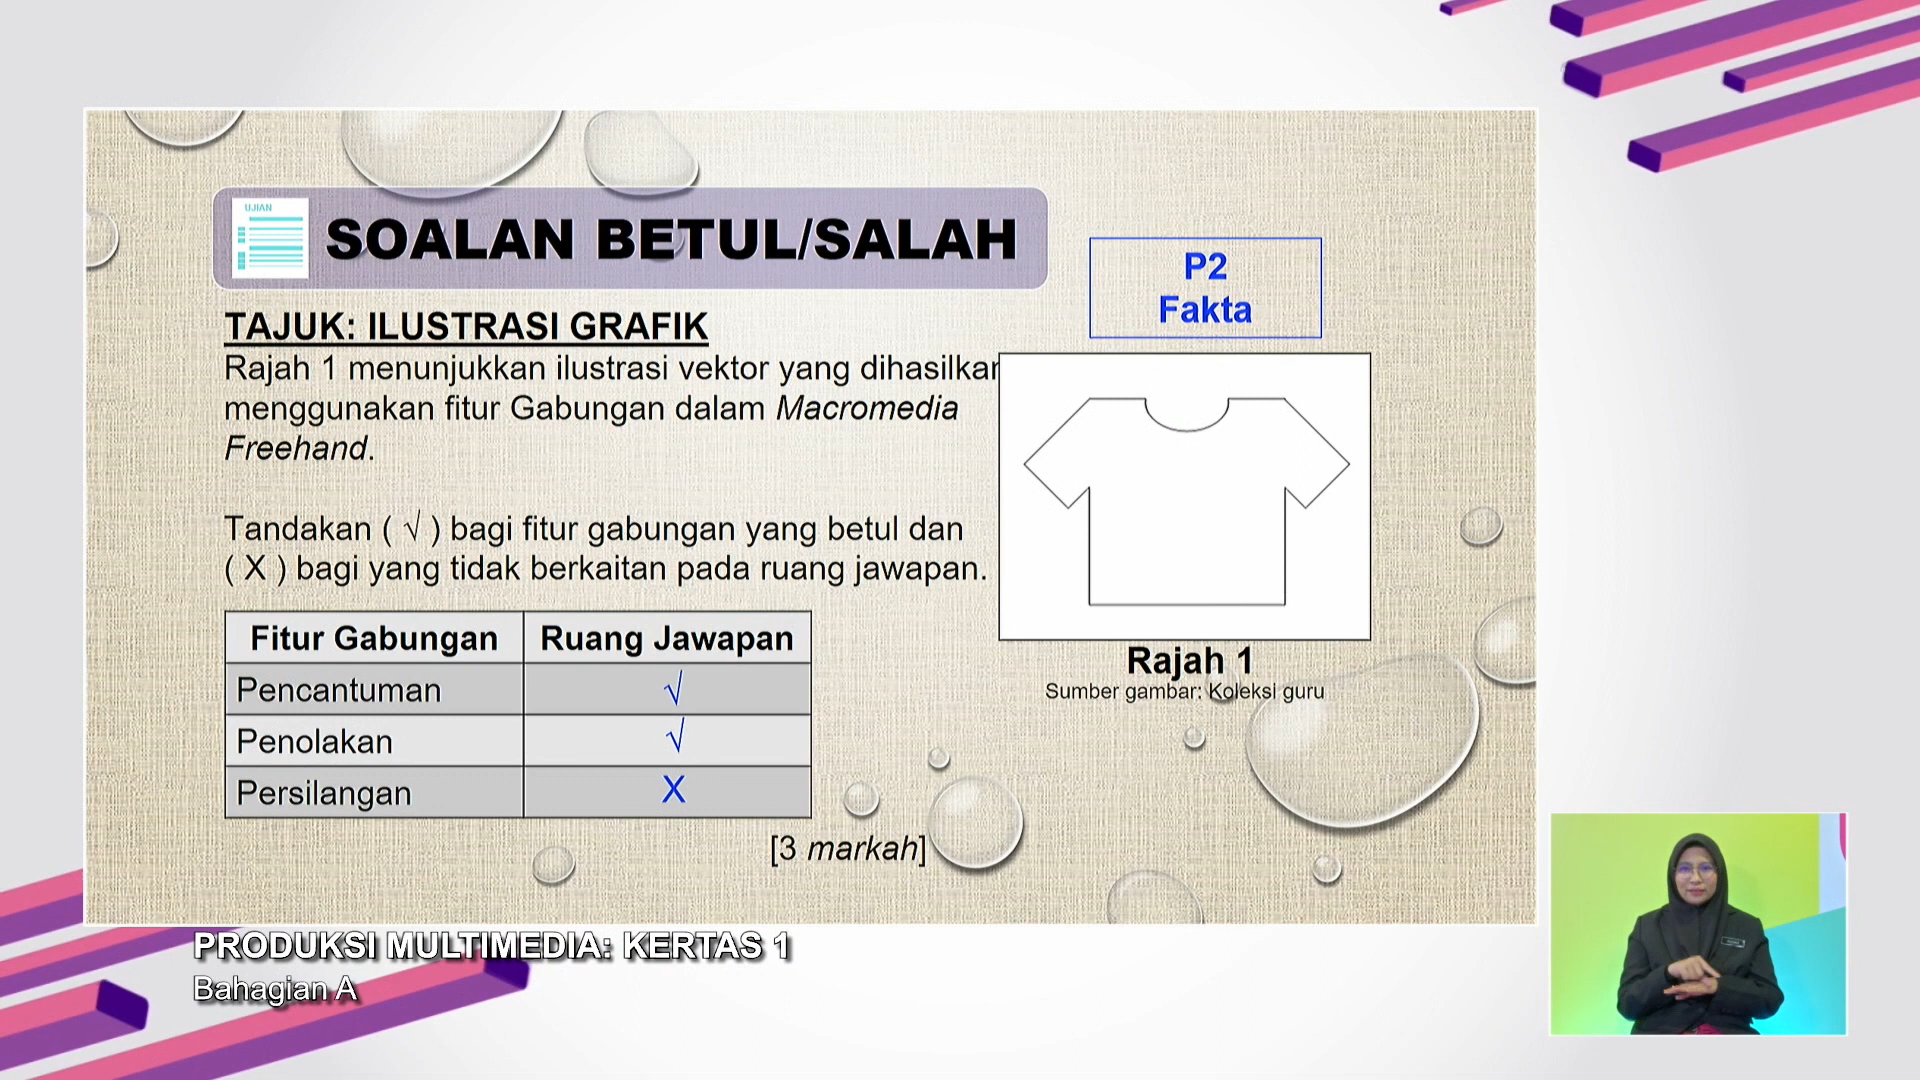 UJIAN
SOALAN BETUL/SALAH
P2
Fakta
TAJUK: ILUSTRASI GRAFIK
Rajah 1 menunjukkan ilustrasi vektor yang dihasilkan
menggunakan fitur Gabungan dalam Macromedia
Freehand.
Tandakan ( √ ) bagi fitur gabungan yang betul dan
( X ) bagi yang tidak berkaitan pada ruang jawapan.
Fitur Gabungan Ruang Jawapan
Pencantuman √
Penolakan √
Persilangan X
[3 markah]
Rajah 1
Sumber gambar: Koleksi guru
PRODUKSI MULTIMEDIA: KERTAS 1
Bahagian A